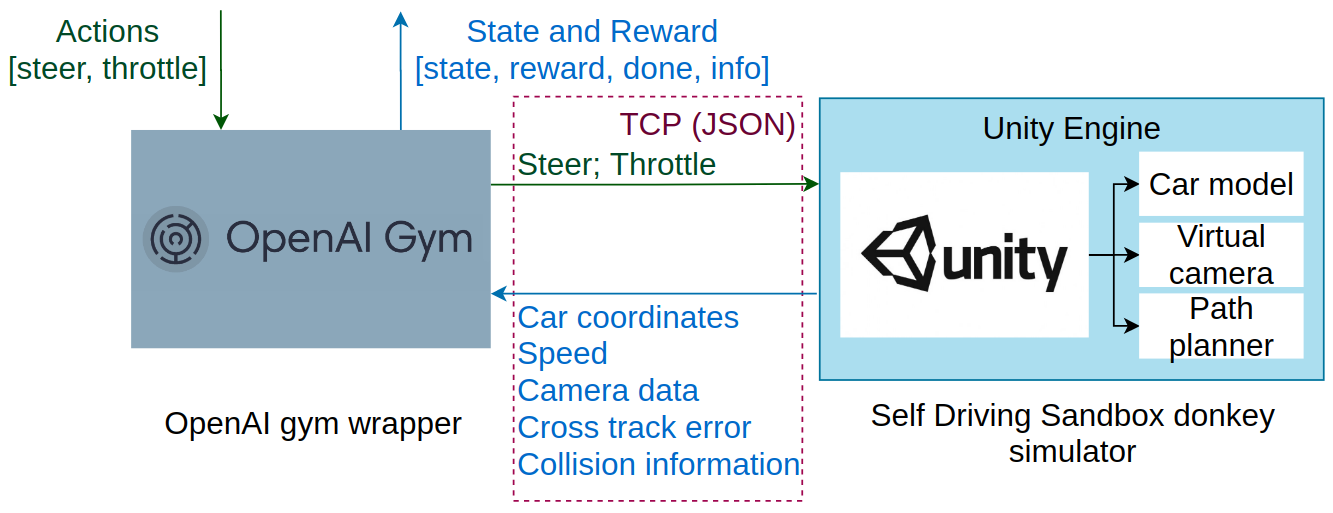 Actions
[steer, throttle]
State and Reward
[state, reward, done, info]
TCP (JSON)
Steer; Throttle
OpenAI Gym
Car coordinates
Speed
Camera data
Cross track error
Collision information
OpenAI gym wrapper
Unity Engine
unity
Car model
Virtual
camera
Path
planner
Self Driving Sandbox donkey
simulator